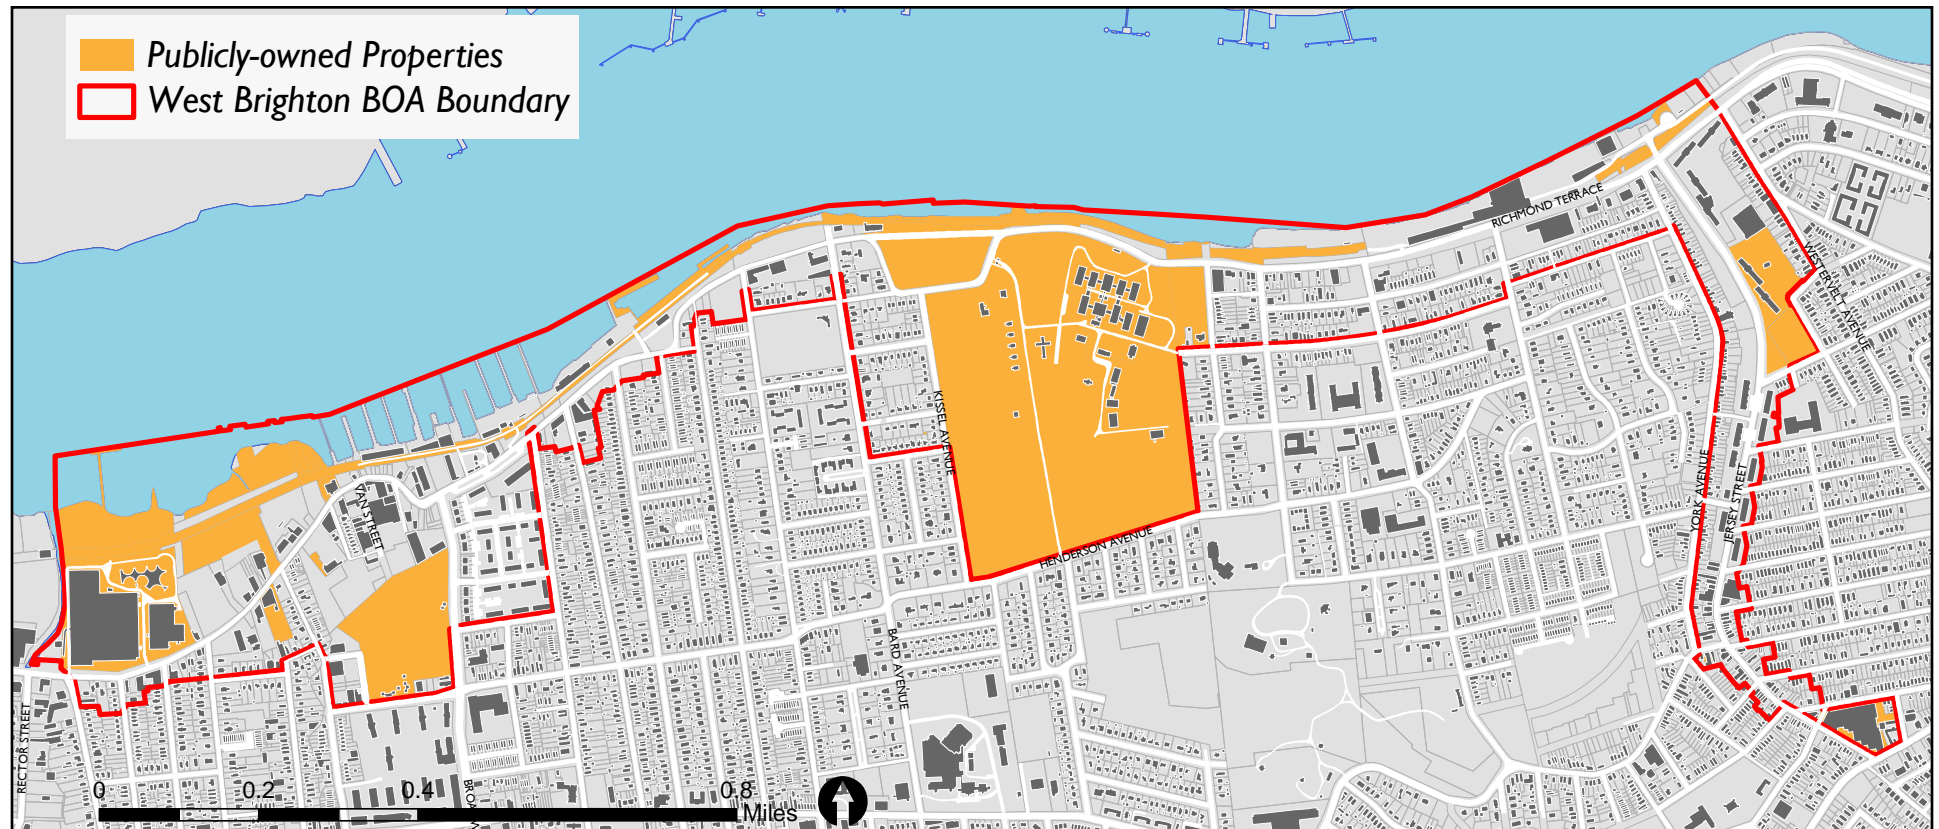 Publicly-owned Properties
West Brighton BOA Boundary
RICHMOND TERRACE
WESTERVELT AVENUE
VAN STREET
KISSEL AVENUE
HENDERSON AVENUE
YORK AVENUE
JERSEY STREET
BARD AVENUE
RECTOR STREET
0 0.2 0.4 0.8
Miles